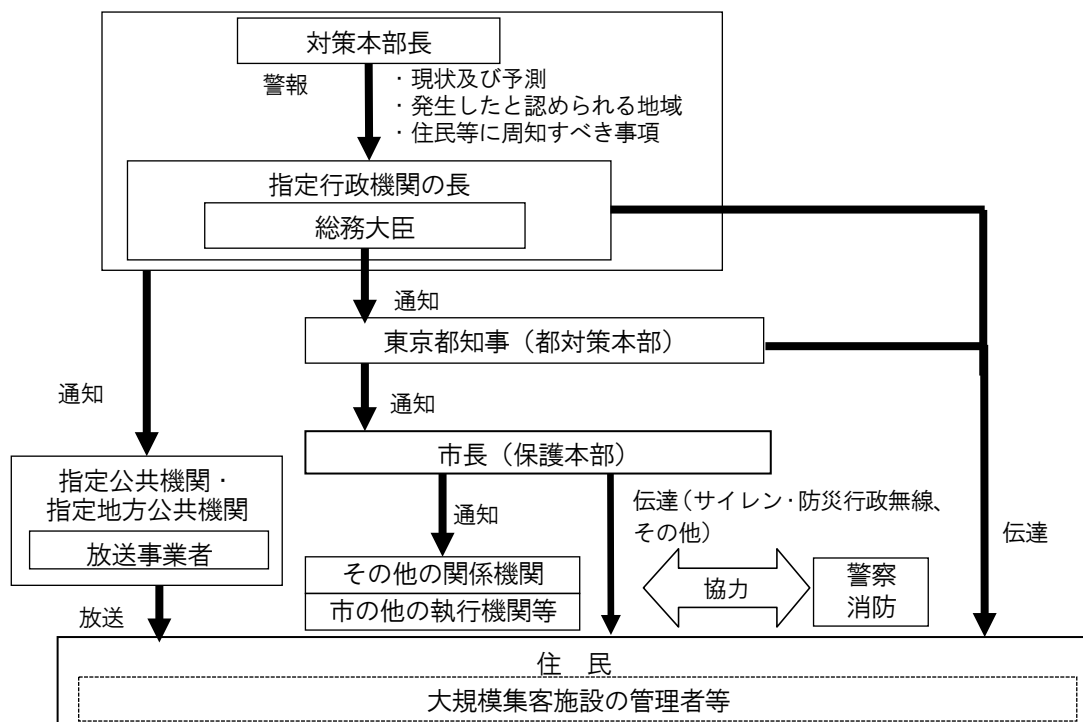 対策本部長
警報
・現状及び予測
・発生したと認められる地域
・住民等に周知すべき事項
指定行政機関の長
総務大臣
通知
東京都知事（都対策本部）
通知
通知
市長（保護本部）
指定公共機関・
指定地方公共機関
放送事業者
通知
伝達（サイレン・防災行政無線、
その他）
伝達
その他の関係機関
市の他の執行機関等
協力
警察
消防
放送
住　民
大規模集客施設の管理者等